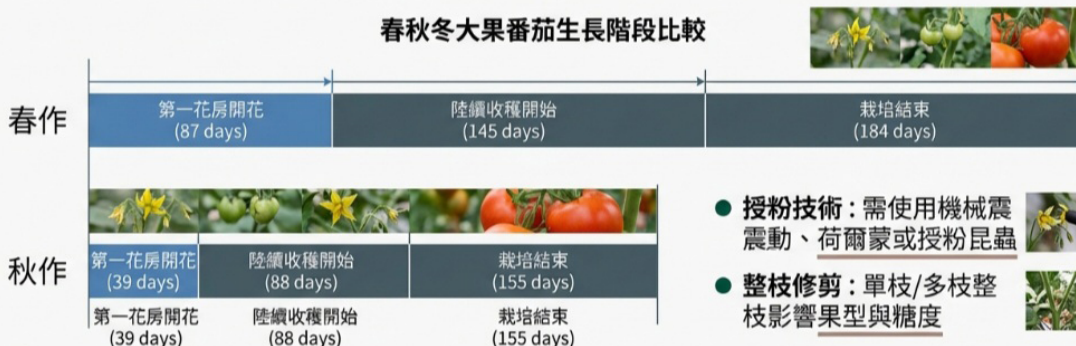 春秋冬大果番茄生長階段比較
春作
第一花房開花
(87 days)
陸續收穫開始
(145 days)
栽培結束
(184 days)
秋作
第一花房開花
(39 days)
陸續收穫開始
(88 days)
栽培結束
(155 days)
第一花房開花
(39 days)
陸續收穫開始
(88 days)
栽培結束
(155 days)
授粉技術：需使用機械震
震動、荷爾蒙或授粉昆蟲
整枝修剪：單枝/多枝整
枝影響果型與糖度